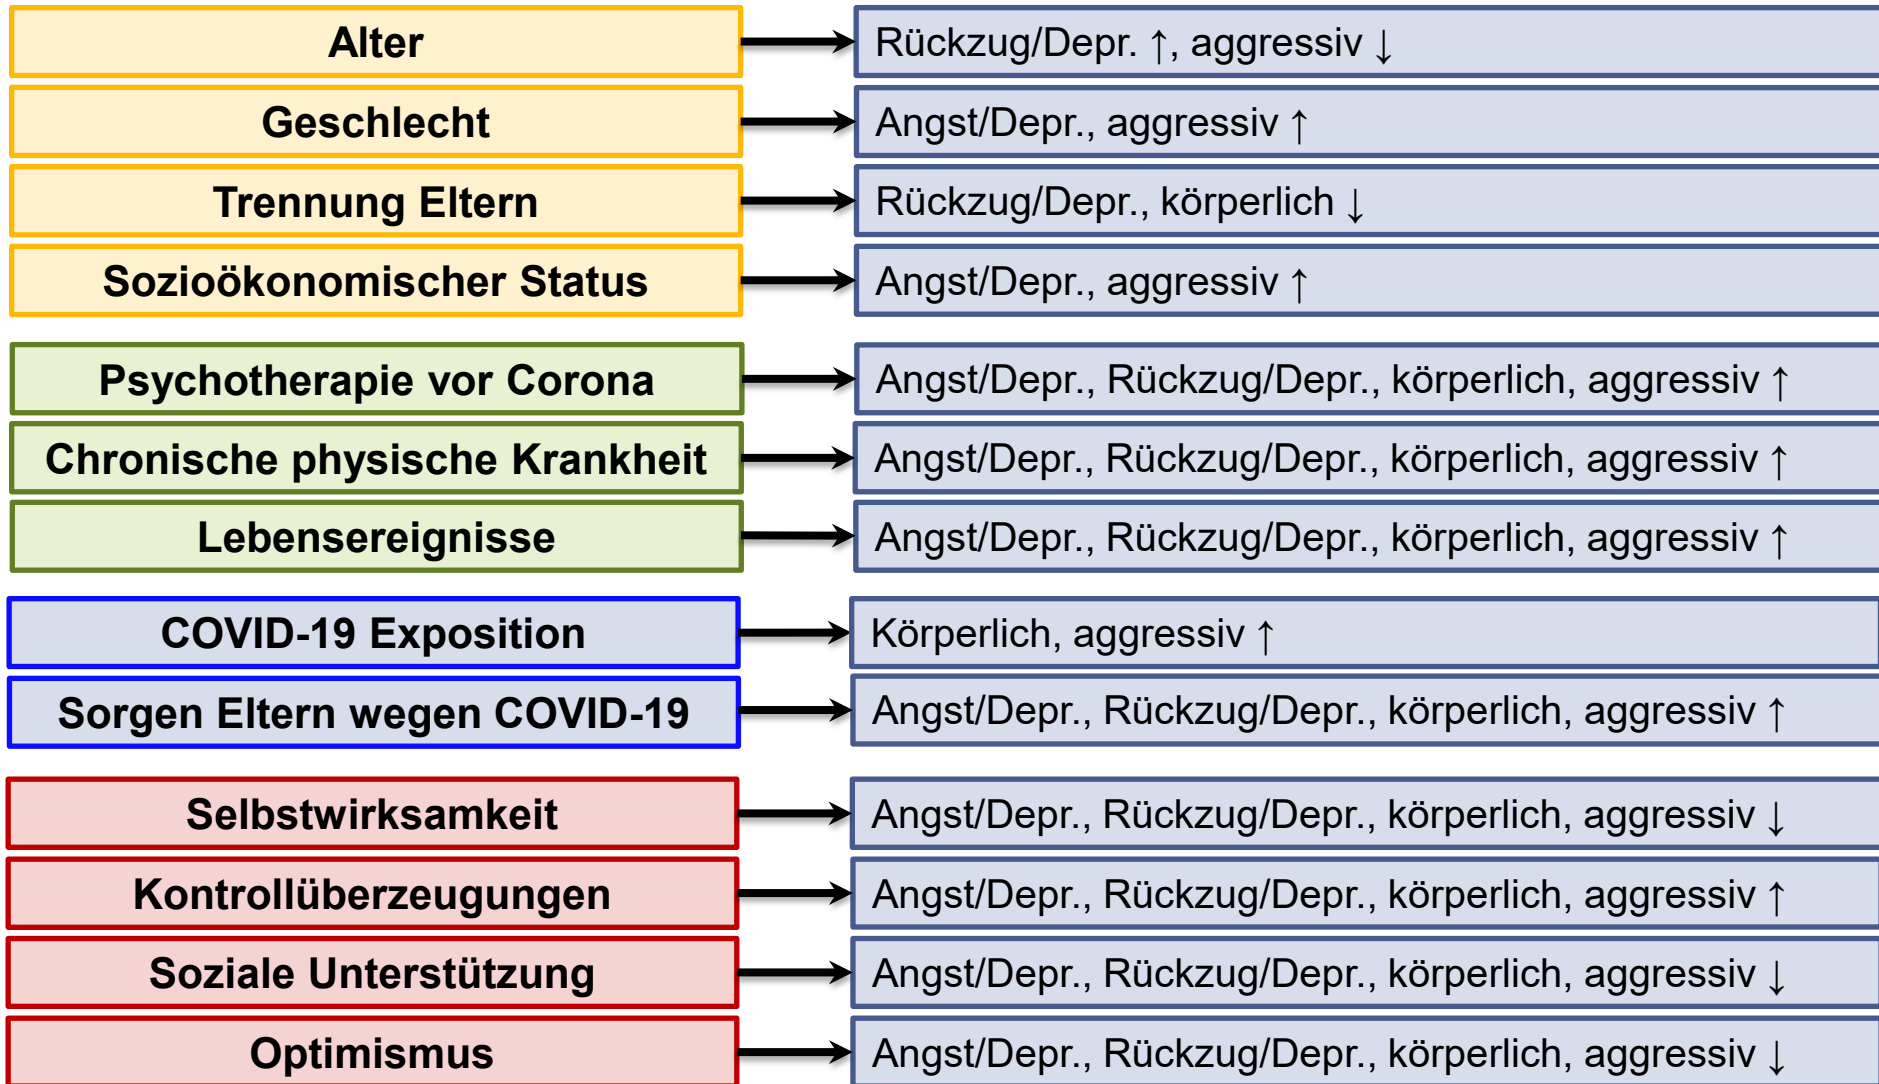 Alter
Rückzug/Depr. ↑, aggressiv ↓
Geschlecht
Angst/Depr., aggressiv ↑
Trennung Eltern
Rückzug/Depr., körperlich ↓
Sozioökonomischer Status
Angst/Depr., aggressiv ↑
Psychotherapie vor Corona
Angst/Depr., Rückzug/Depr., körperlich, aggressiv ↑
Chronische physische Krankheit
Angst/Depr., Rückzug/Depr., körperlich, aggressiv ↑
Lebensereignisse
Angst/Depr., Rückzug/Depr., körperlich, aggressiv ↑
COVID-19 Exposition
Körperlich, aggressiv ↑
Sorgen Eltern wegen COVID-19
Angst/Depr., Rückzug/Depr., körperlich, aggressiv ↑
Selbstwirksamkeit
Angst/Depr., Rückzug/Depr., körperlich, aggressiv ↓
Kontrollüberzeugungen
Angst/Depr., Rückzug/Depr., körperlich, aggressiv ↑
Soziale Unterstützung
Angst/Depr., Rückzug/Depr., körperlich, aggressiv ↓
Optimismus
Angst/Depr., Rückzug/Depr., körperlich, aggressiv ↓